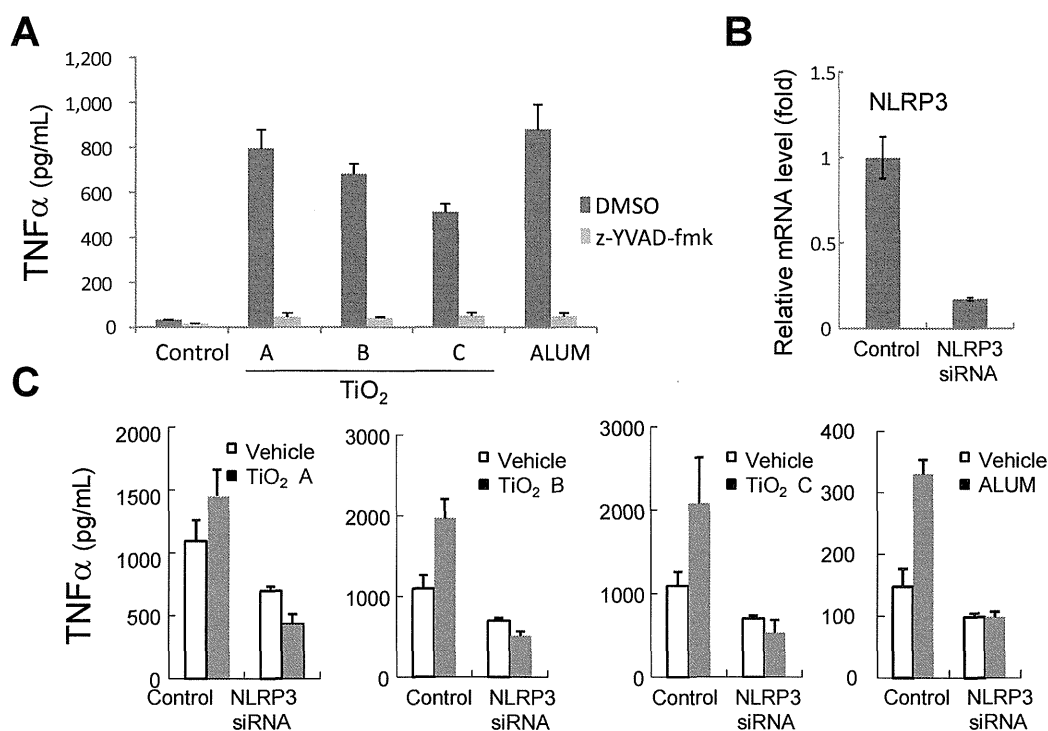 A
TNFα (pg/mL)
1,200
1,000
800
600
400
200
0
Control
A
B
C
ALUM
TiO2
DMSO
z-YVAD-fmk
B
Relative mRNA level (fold)
1.5
1
0.5
0
NLRP3
Control
NLRP3
siRNA
C
TNFα (pg/mL)
2000
1500
1000
500
0
Vehicle
TiO2 A
Control
NLRP3
siRNA
3000
2000
1000
0
Vehicle
TiO2 B
Control
NLRP3
siRNA
3000
2000
1000
0
Vehicle
TiO2 C
Control
NLRP3
siRNA
400
300
200
100
0
Vehicle
ALUM
Control
NLRP3
siRNA